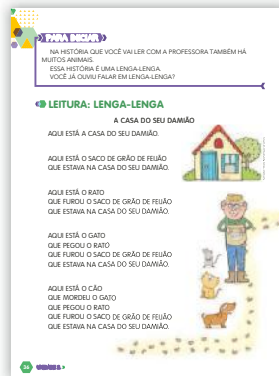 PARA INICIAR
NA HISTÓRIA QUE VOCÊ VAI LER COM A PROFESSORA TAMBÉM HÁ
MUITOS ANIMAIS.
ESSA HISTÓRIA É UMA LENGA-LENGA.
VOCÊ JÁ OUVIU FALAR EM LENGA-LENGA?
LEITURA: LENGA-LENGA
A CASA DO SEU DAMIÃO
AQUI ESTÁ A CASA DO SEU DAMIÃO.
AQUI ESTÁ O SACO DE GRÃO DE FEIJÃO
QUE ESTAVA NA CASA DO SEU DAMIÃO.
AQUI ESTÁ O RATO
QUE FUROU O SACO DE GRÃO DE FEIJÃO
QUE ESTAVA NA CASA DO SEU DAMIÃO.
AQUI ESTÁ O GATO
QUE PEGOU O RATO
QUE FUROU O SACO DE GRÃO DE FEIJÃO
QUE ESTAVA NA CASA DO SEU DAMIÃO.
AQUI ESTÁ O CÃO
QUE MORDEU O GATO
QUE PEGOU O RATO
QUE FUROU O SACO DE GRÃO DE FEIJÃO
QUE ESTAVA NA CASA DO SEU DAMIÃO.